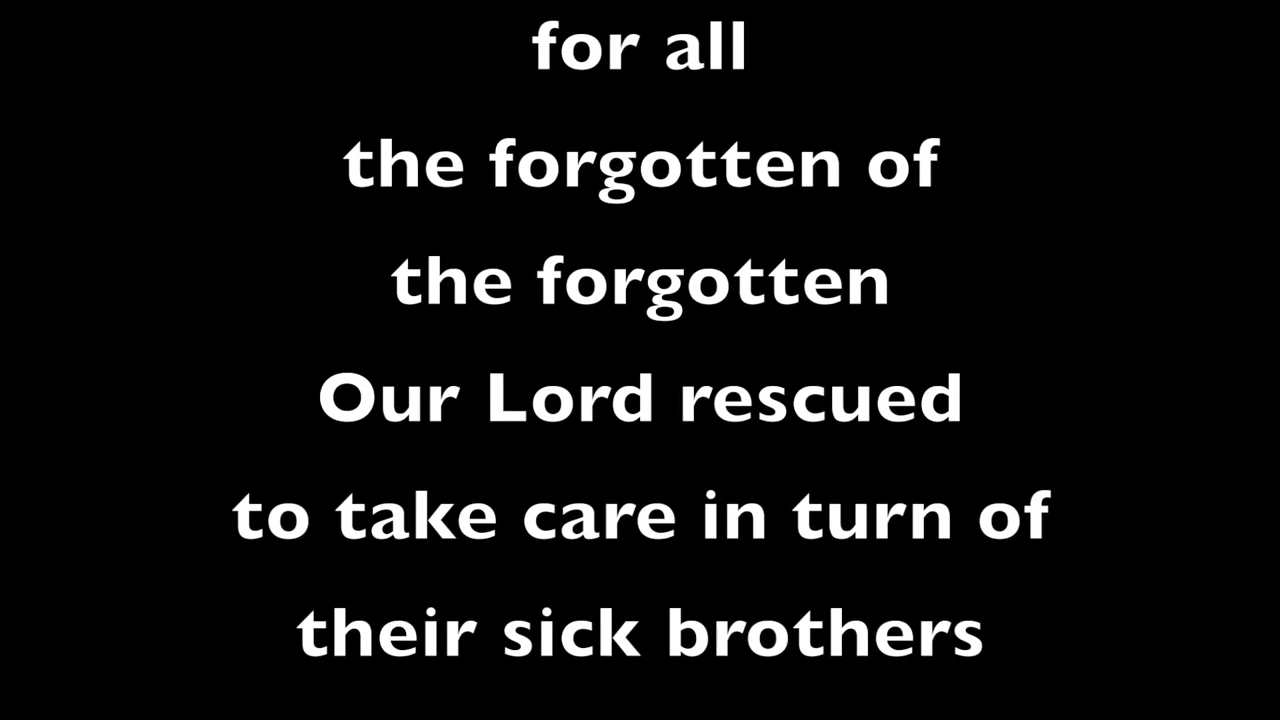 for all
the forgotten of
the forgotten
Our Lord rescued
to take care in turn of
their sick brothers